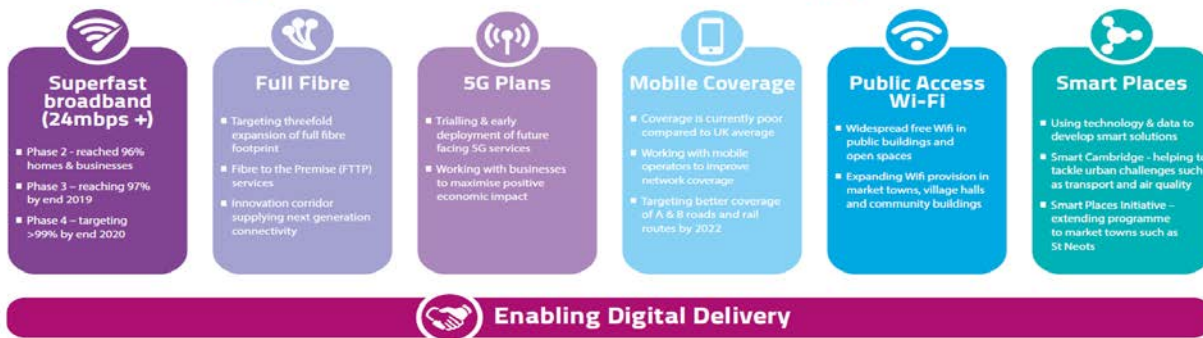 Superfast
broadband
(24mbps +)
■ Phase 2 - reached 96%
homes & businesses
■ Phase 3 – reaching 97%
by end 2019
■ Phase 4 – targeting
>99% by end 2020
Full Fibre
■ Targeting threefold
expansion of full fibre
footprint
■ Fibre to the Premise (FTTP)
services
■ Innovation corridor
supplying next generation
connectivity
5G Plans
■ Trialling & early
deployment of future
facing 5G services
■ Working with businesses
to maximise positive
economic impact
Mobile Coverage
■ Coverage is currently poor
compared to UK average
■ Working with mobile
operators to improve
network coverage
■ Targeting better coverage
of A & B roads and rail
routes by 2022
Public Access
Wi-Fi
■ Widespread free Wifi in
public buildings and
open spaces
■ Expanding Wifi provision in
market towns, village halls
and community buildings
Smart Places
■ Using technology & data to
develop smart solutions
■ Smart Cambridge - helping to
tackle urban challenges such
as transport and air quality
■ Smart Places Initiative –
extending programme
to market towns such as
St Neots
Enabling Digital Delivery